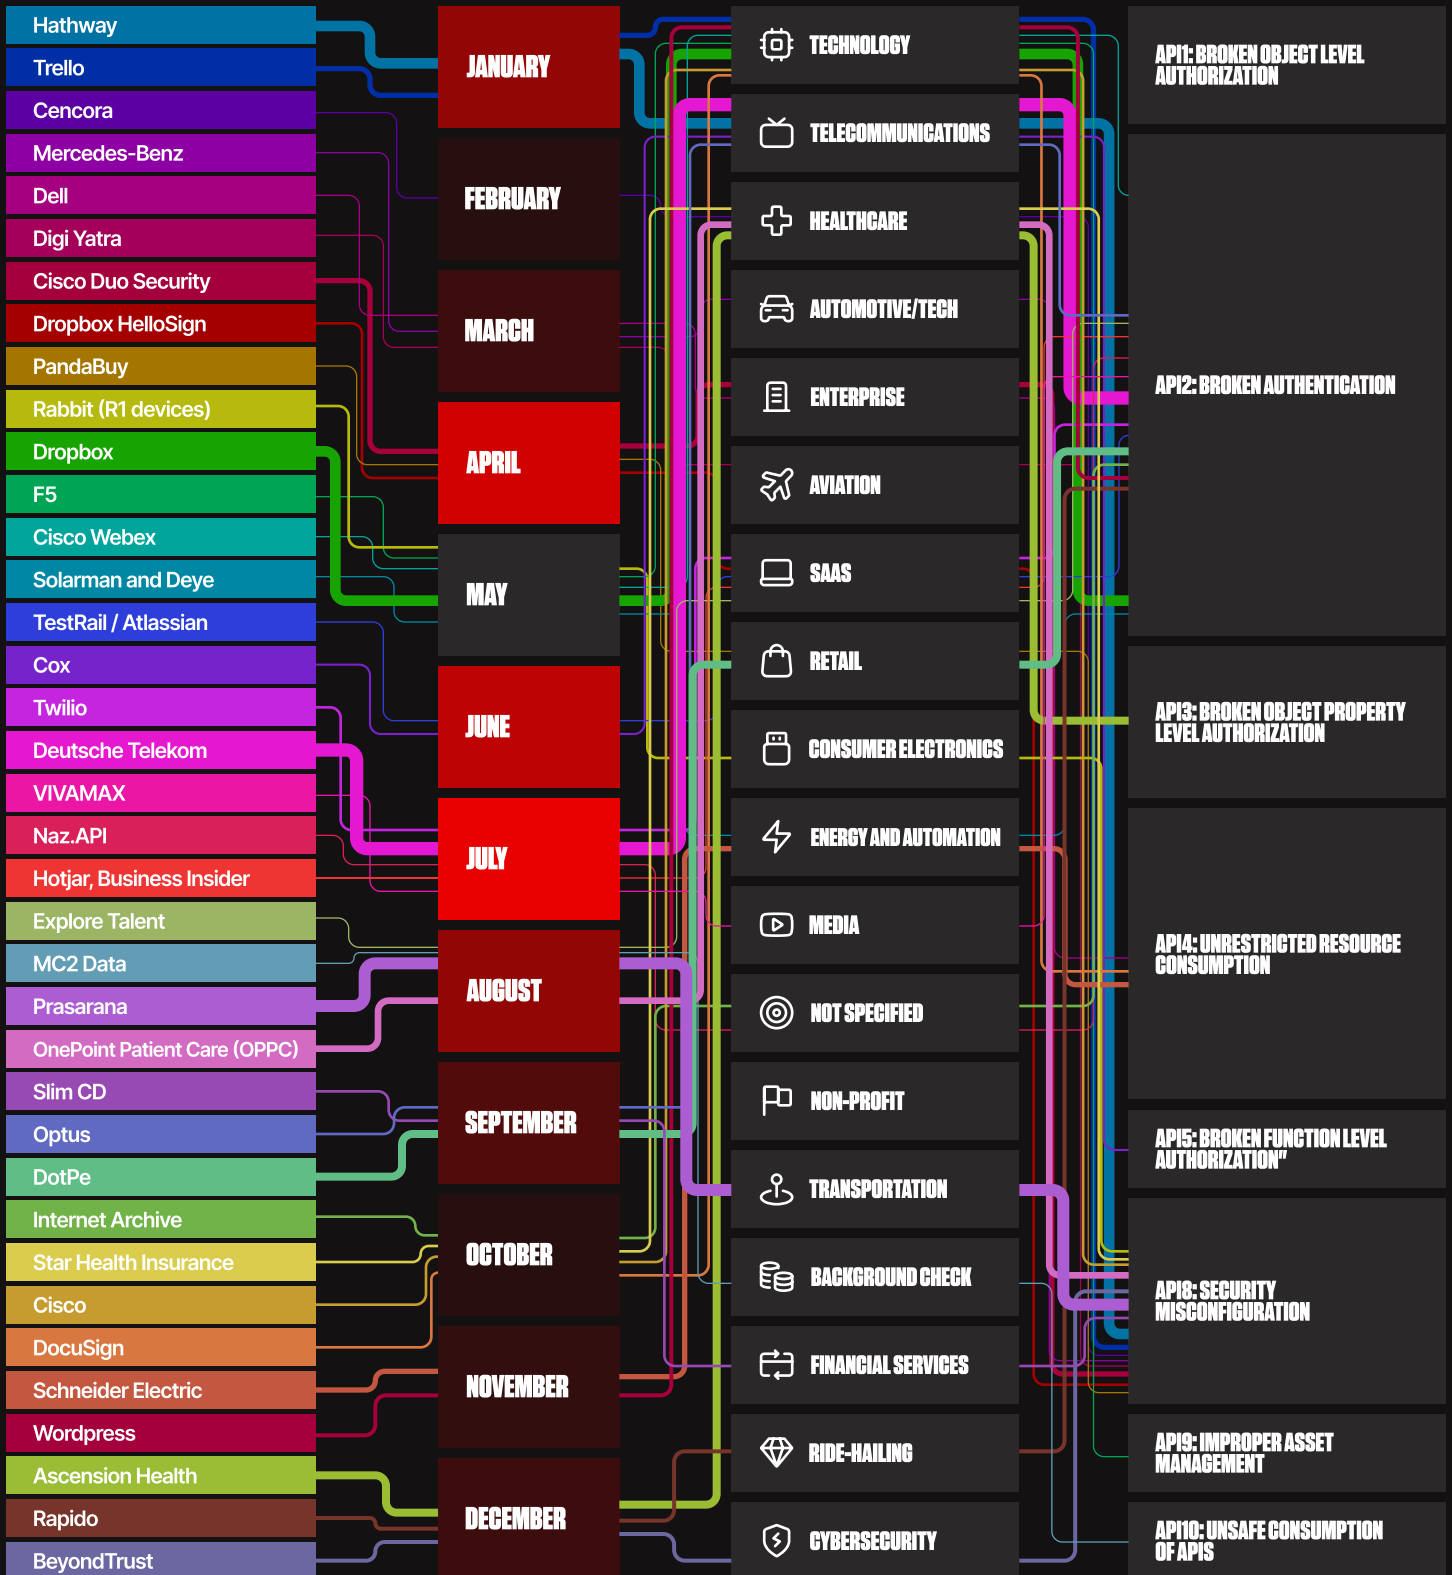 Hathway
Trello
Cencora
Mercedes-Benz
Dell
Digi Yatra
Cisco Duo Security
Dropbox HelloSign
PandaBuy
Rabbit (R1 devices)
Dropbox
F5
Cisco Webex
Solarman and Deye
TestRail / Atlassian
Cox
Twilio
Deutsche Telekom
VIVAMAX
Naz.API
Hotjar, Business Insider
Explore Talent
MC2 Data
Prasarana
OnePoint Patient Care (OPPC)
Slim CD
Optus
DotPe
Internet Archive
Star Health Insurance
Cisco
DocuSign
Schneider Electric
Wordpress
Ascension Health
Rapido
BeyondTrust
JANUARY
FEBRUARY
MARCH
APRIL
MAY
JUNE
JULY
AUGUST
SEPTEMBER
OCTOBER
NOVEMBER
DECEMBER
TECHNOLOGY
TELECOMMUNICATIONS
HEALTHCARE
AUTOMOTIVE/TECH
ENTERPRISE
AVIATION
SAAS
RETAIL
CONSUMER ELECTRONICS
ENERGY AND AUTOMATION
MEDIA
NOT SPECIFIED
NON-PROFIT
TRANSPORTATION
BACKGROUND CHECK
FINANCIAL SERVICES
RIDE-HAILING
CYBERSECURITY
API1: BROKEN OBJECT LEVEL
AUTHORIZATION
API2: BROKEN AUTHENTICATION
API3: BROKEN OBJECT PROPERTY
LEVEL AUTHORIZATION
API4: UNRESTRICTED RESOURCE
CONSUMPTION
API5: BROKEN FUNCTION LEVEL
AUTHORIZATION"
API8: SECURITY
MISCONFIGURATION
API9: IMPROPER ASSET
MANAGEMENT
API10: UNSAFE CONSUMPTION
OF APIS